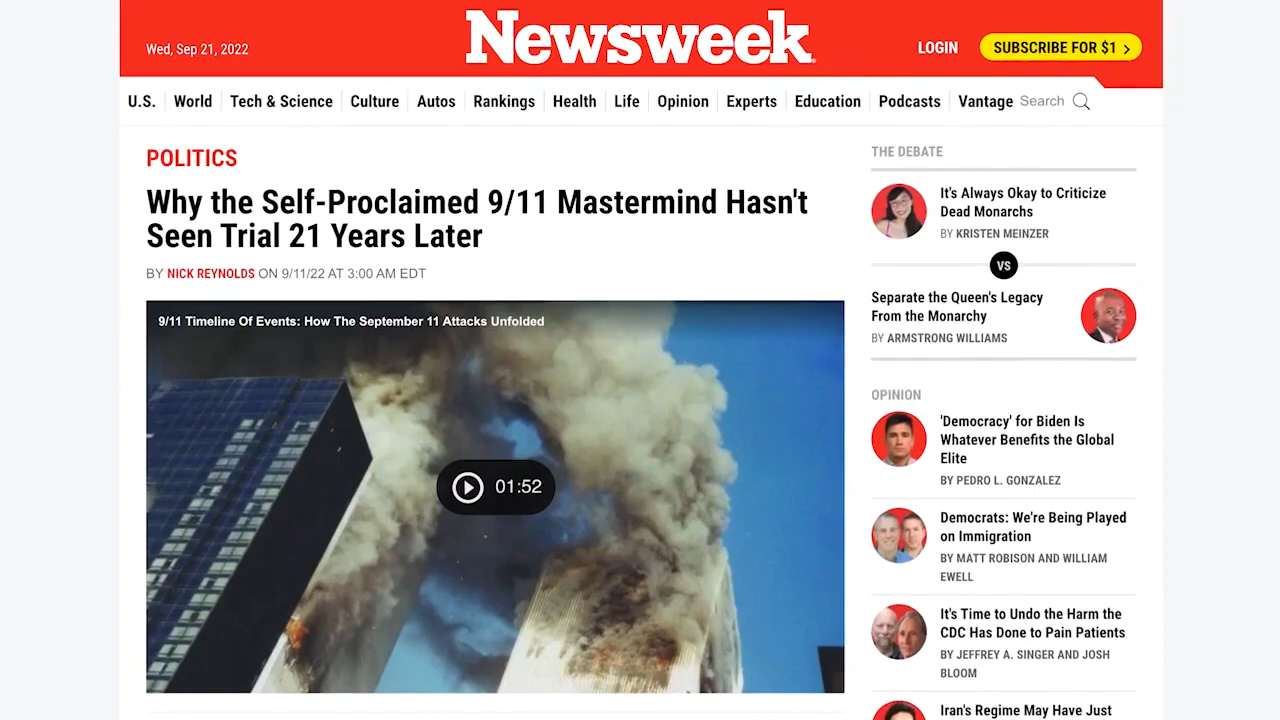 Newsweek
Wed, Sep 21, 2022
LOGIN
SUBSCRIBE FOR $1 >
U.S.
World
Tech & Science
Culture
Autos
Rankings
Health
Life
Opinion
Experts
Education
Podcasts
Vantage
Search
POLITICS
Why the Self-Proclaimed 9/11 Mastermind Hasn't
Seen Trial 21 Years Later
BY NICK REYNOLDS ON 9/11/22 AT 3:00 AM EDT
9/11 Timeline Of Events: How The September 11 Attacks Unfolded
01:52
THE DEBATE
It's Always Okay to Criticize
Dead Monarchs
BY KRISTEN MEINZER
VS
Separate the Queen's Legacy
From the Monarchy
BY ARMSTRONG WILLIAMS
OPINION
'Democracy' for Biden Is
Whatever Benefits the Global
Elite
BY PEDRO L. GONZALEZ
Democrats: We're Being Played
on Immigration
BY MATT ROBISON AND WILLIAM
EWELL
It's Time to Undo the Harm the
CDC Has Done to Pain Patients
BY JEFFREY A. SINGER AND JOSH
BLOOM
Iran's Regime May Have Just